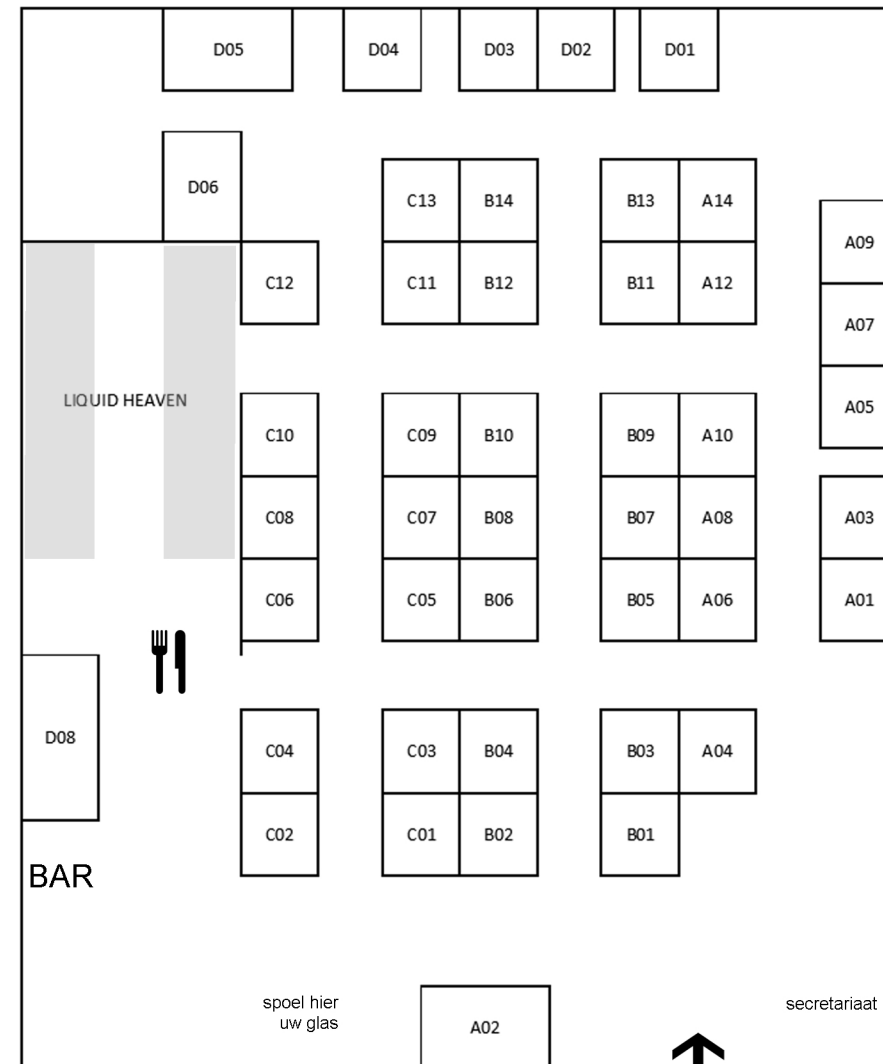 D05
D04
D03
D02
D01
D06
C13
B14
B13
A14
A09
C12
C11
B12
B11
A12
A07
LIQUID HEAVEN
A05
C10
C09
B10
B09
A10
C08
C07
B08
B07
A08
A03
C06
C05
B06
B05
A06
A01
D08
C04
C03
B04
B03
A04
C02
C01
B02
B01
BAR
spoel hier
uw glas
A02
secretariaat